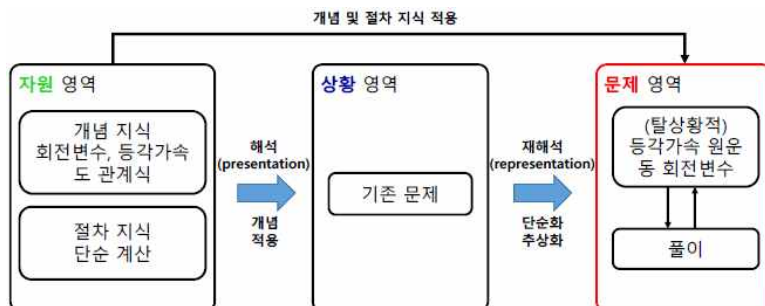 개념 및 절차 지식 적용
자원 영역
개념 지식
회전변수, 등각가속
도 관계식
절차 지식
단순 계산
해석
(presentation)
개념
적용
상황 영역
기존 문제
재해석
(representation)
단순화
추상화
문제 영역
(탈상황적)
등각가속 원운
동 회전변수
풀이